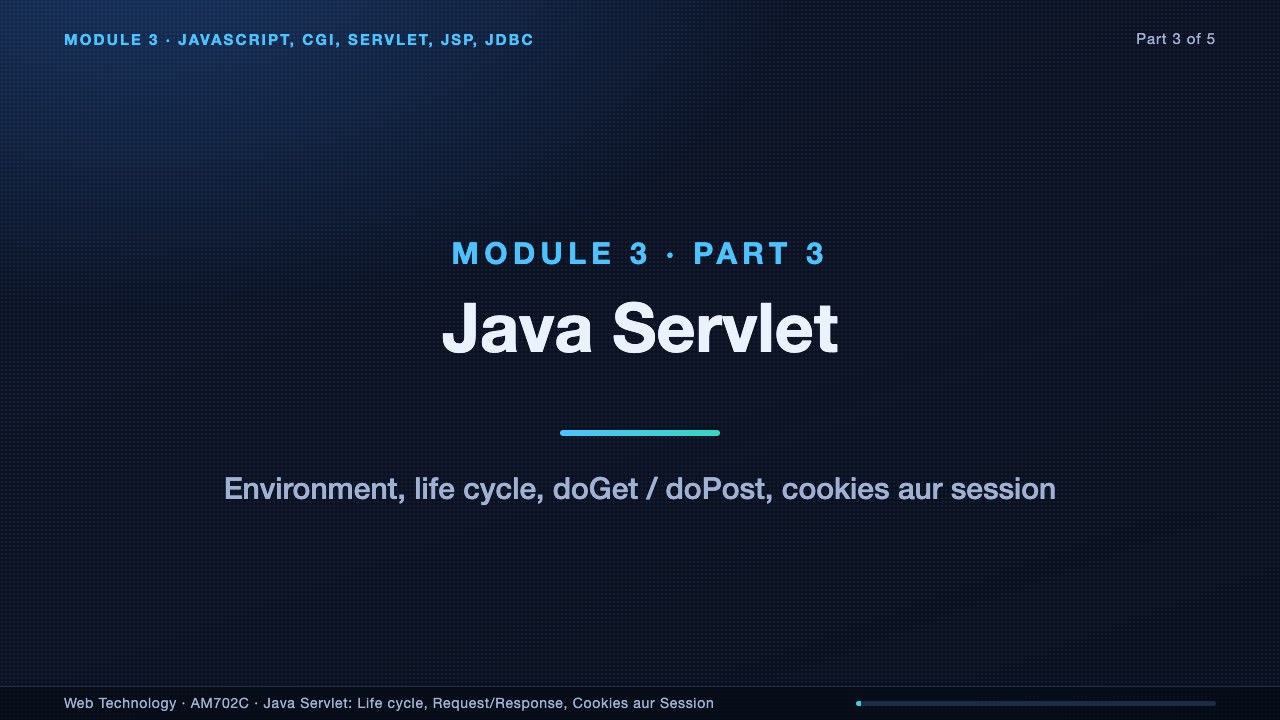 MODULE 3 · JAVASCRIPT, CGI, SERVLET, JSP, JDBC
Part 3 of 5
MODULE 3 · PART 3
Java Servlet
Environment, life cycle, doGet / doPost, cookies aur session
Web Technology · AM702C · Java Servlet: Life cycle, Request/Response, Cookies aur Session